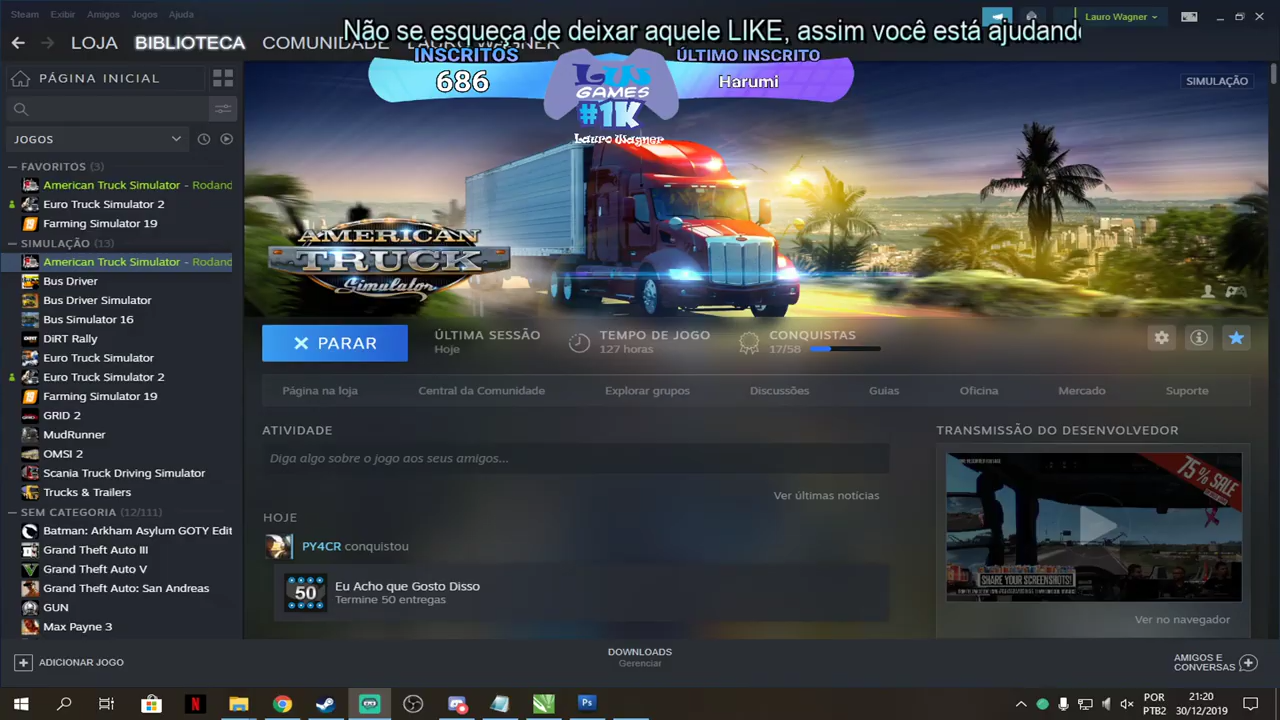 Steam Exibir Amigos Jogos Ajuda
Lauro Wagner
Não se esqueça de deixar aquele LIKE, assim você está ajudando
LOJA BIBLIOTECA COMUNIDADE LAURO WAGNER
INSCRITOS
686
LW
GAMES
#1K
Lauro Wagner
ÚLTIMO INSCRITO
Harumi
PÁGINA INICIAL
SIMULAÇÃO
JOGOS
FAVORITOS (3)
American Truck Simulator - Rodand
Euro Truck Simulator 2
Farming Simulator 19
SIMULAÇÃO (13)
American Truck Simulator - Rodand
Bus Driver
Bus Driver Simulator
Bus Simulator 16
DiRT Rally
Euro Truck Simulator
Euro Truck Simulator 2
Farming Simulator 19
GRID 2
MudRunner
OMSI 2
Scania Truck Driving Simulator
Trucks & Trailers
SEM CATEGORIA (12/111)
Batman: Arkham Asylum GOTY Edit
Grand Theft Auto III
Grand Theft Auto V
Grand Theft Auto: San Andreas
GUN
Max Payne 3
AMERICAN
TRUCK
Simulator
PARAR
ÚLTIMA SESSÃO
Hoje
TEMPO DE JOGO
127 horas
CONQUISTAS
17/58
Página na loja Central da Comunidade Explorar grupos Discussões Guias Oficina Mercado Suporte
ATIVIDADE
Diga algo sobre o jogo aos seus amigos...
Ver últimas notícias
HOJE
PY4CR conquistou
50
Eu Acho que Gosto Disso
Termine 50 entregas
TRANSMISSÃO DO DESENVOLVEDOR
75% SALE
SHARE YOUR SCREENSHOTS!
Ver no navegador
ADICIONAR JOGO
DOWNLOADS
Gerenciar
AMIGOS E
CONVERSAS
POR
PTB2
21:20
30/12/2019